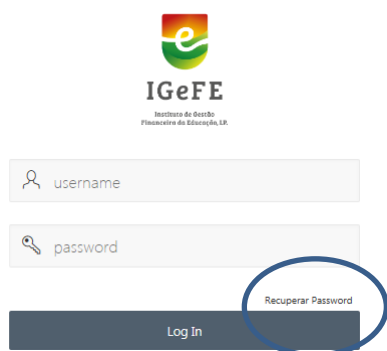 IGeFE
Instituto de Gestão
Financeira da Educação, I.P.
username
password
Recuperar Password
Log In